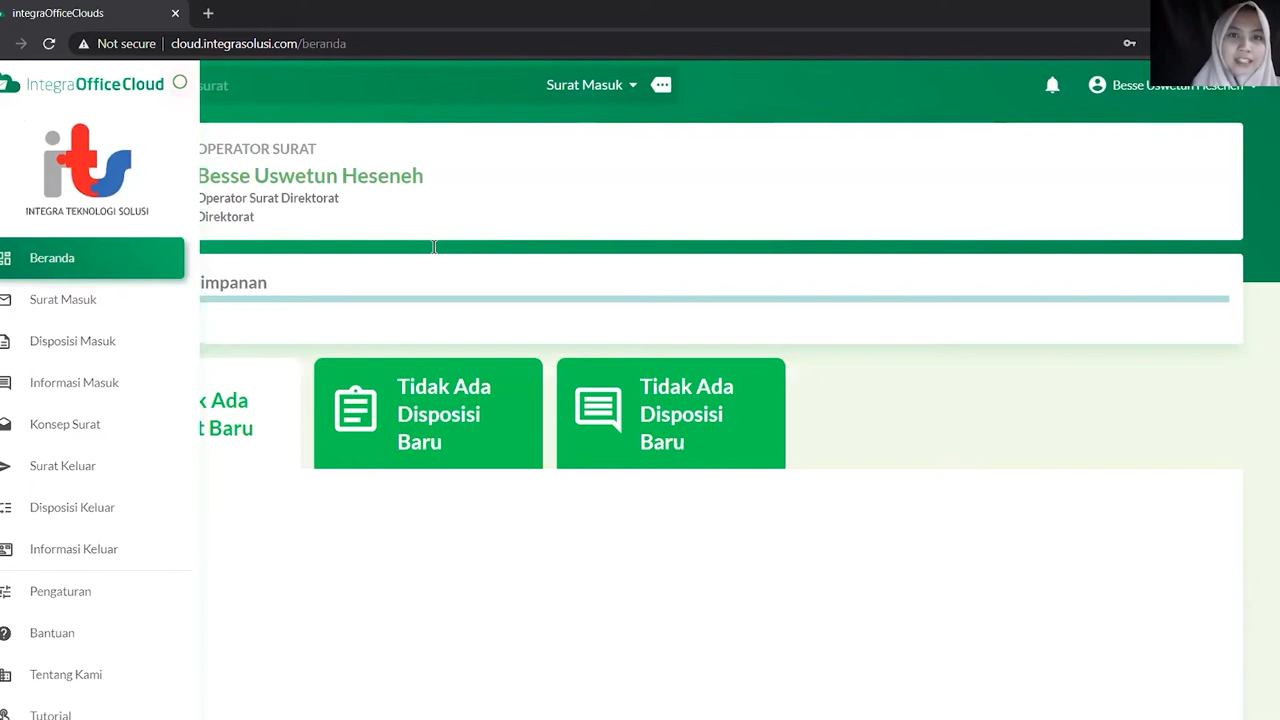 integraOfficeClouds
Not secure
cloud.integrasolusi.com/beranda
IntegraOfficeCloud
surat
Surat Masuk
its
INTEGRA TEKNOLOGI SOLUSI
OPERATOR SURAT
Besse Uswetun Heseneh
Operator Surat Direktorat
Direktorat
Beranda
impanan
Surat Masuk
Disposisi Masuk
Informasi Masuk
Konsep Surat
Surat Keluar
Disposisi Keluar
Informasi Keluar
Pengaturan
Bantuan
Tentang Kami
Tutorial
k Ada
t Baru
Tidak Ada
Disposisi
Baru
Tidak Ada
Disposisi
Baru
Besse Uswetun Heseneh